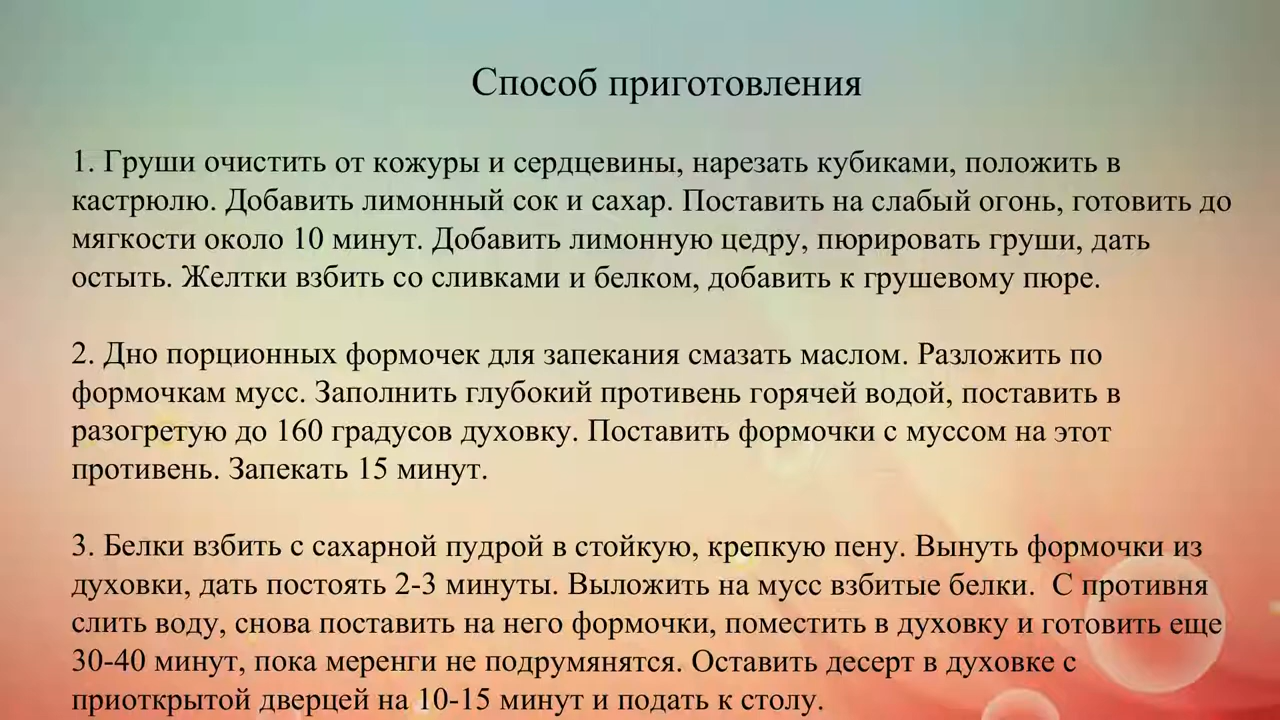 Способ приготовления
1. Груши очистить от кожуры и сердцевины, нарезать кубиками, положить в
кастрюлю. Добавить лимонный сок и сахар. Поставить на слабый огонь, готовить до
мягкости около 10 минут. Добавить лимонную цедру, пюрировать груши, дать
остыть. Желтки взбить со сливками и белком, добавить к грушевому пюре.
2. Дно порционных формочек для запекания смазать маслом. Разложить по
формочкам мусс. Заполнить глубокий противень горячей водой, поставить в
разогретую до 160 градусов духовку. Поставить формочки с муссом на этот
противень. Запекать 15 минут.
3. Белки взбить с сахарной пудрой в стойкую, крепкую пену. Вынуть формочки из
духовки, дать постоять 2-3 минуты. Выложить на мусс взбитые белки.  С противня
слить воду, снова поставить на него формочки, поместить в духовку и готовить еще
30-40 минут, пока меренги не подрумянятся. Оставить десерт в духовке с
приоткрытой дверцей на 10-15 минут и подать к столу.